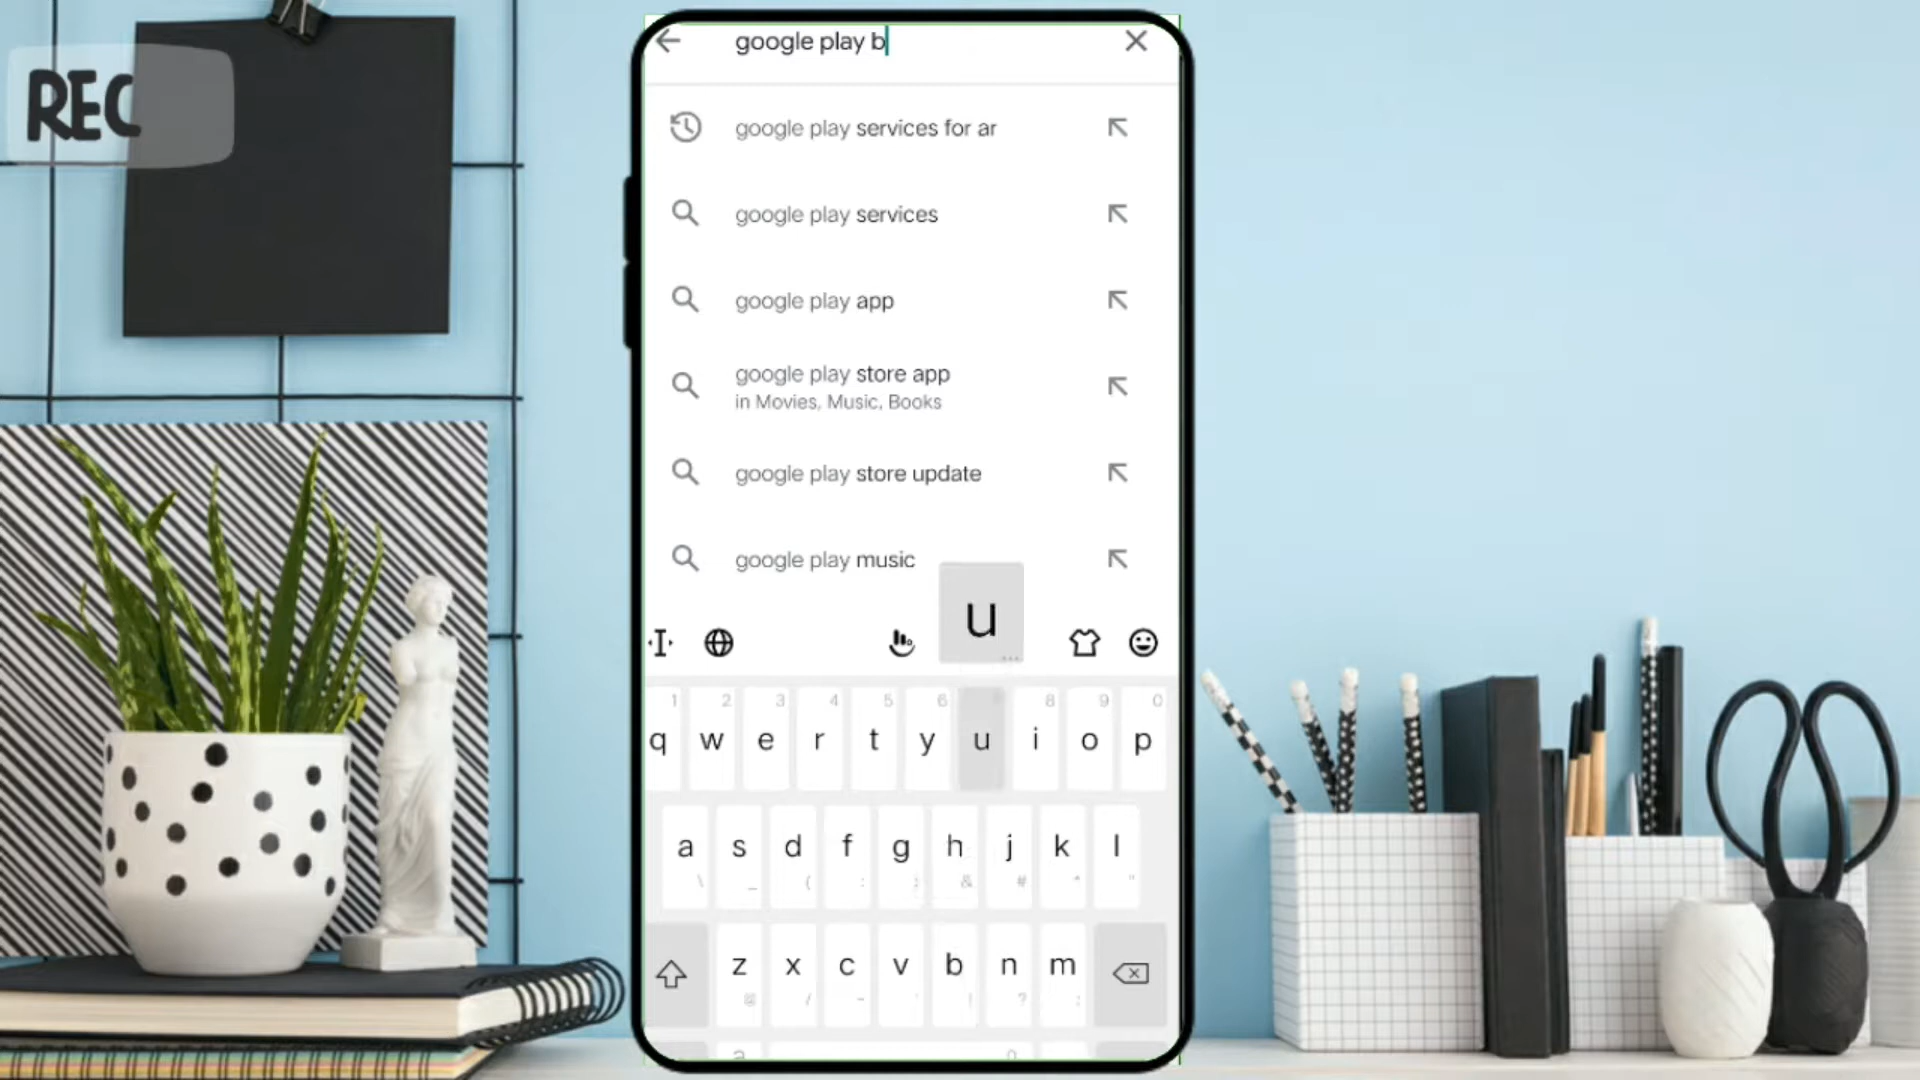 REC
google play b
google play services for ar
google play services
google play app
google play store app
in Movies, Music, Books
google play store update
google play music
u
1 2 3 4 5 6 8 9 0
q w e r t y u i o p
a s d f g h j k l
\ _ ( : ; & # * "
z x c v b n m
@ / - ' ! ? ;